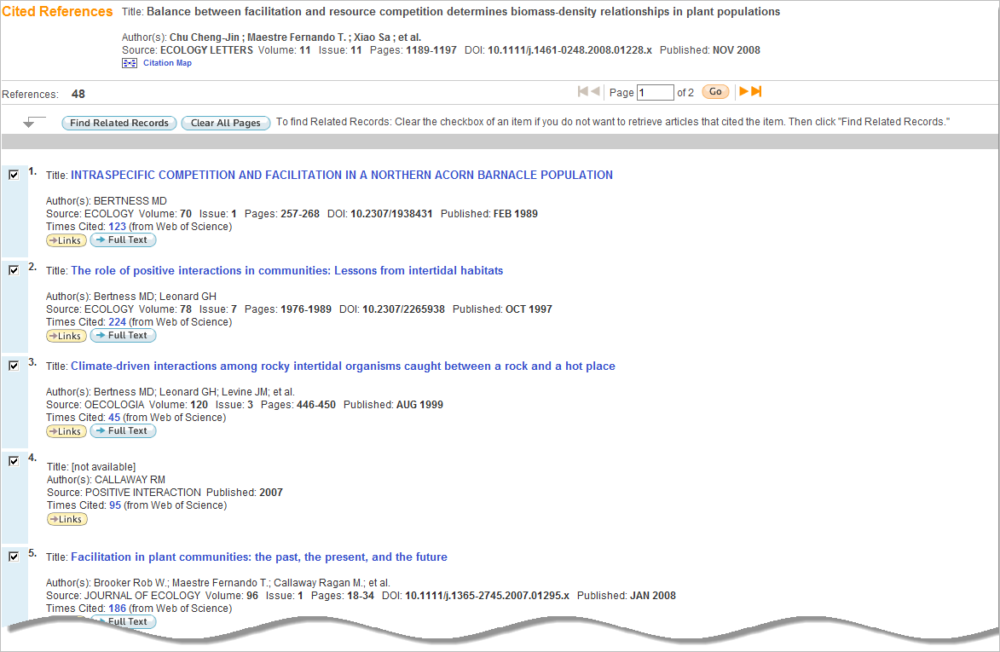 Cited References Title: Balance between facilitation and resource competition determines biomass-density relationships in plant populations
Author(s): Chu Cheng-Jin ; Maestre Fernando T. ; Xiao Sa ; et al.
Source: ECOLOGY LETTERS Volume: 11 Issue: 11 Pages: 1189-1197 DOI: 10.1111/j.1461-0248.2008.01228.x Published: NOV 2008
Citation Map
References: 48 Page 1 of 2 Go
Find Related Records Clear All Pages To find Related Records: Clear the checkbox of an item if you do not want to retrieve articles that cited the item. Then click "Find Related Records."
1. Title: INTRASPECIFIC COMPETITION AND FACILITATION IN A NORTHERN ACORN BARNACLE POPULATION
Author(s): BERTNESS MD
Source: ECOLOGY Volume: 70 Issue: 1 Pages: 257-268 DOI: 10.2307/1938431 Published: FEB 1989
Times Cited: 123 (from Web of Science)
Links Full Text
2. Title: The role of positive interactions in communities: Lessons from intertidal habitats
Author(s): Bertness MD; Leonard GH
Source: ECOLOGY Volume: 78 Issue: 7 Pages: 1976-1989 DOI: 10.2307/2265938 Published: OCT 1997
Times Cited: 224 (from Web of Science)
Links Full Text
3. Title: Climate-driven interactions among rocky intertidal organisms caught between a rock and a hot place
Author(s): Bertness MD; Leonard GH; Levine JM; et al.
Source: OECOLOGIA Volume: 120 Issue: 3 Pages: 446-450 Published: AUG 1999
Times Cited: 45 (from Web of Science)
Links Full Text
4. Title: [not available]
Author(s): CALLAWAY RM
Source: POSITIVE INTERACTION Published: 2007
Times Cited: 95 (from Web of Science)
Links
5. Title: Facilitation in plant communities: the past, the present, and the future
Author(s): Brooker Rob W.; Maestre Fernando T.; Callaway Ragan M.; et al.
Source: JOURNAL OF ECOLOGY Volume: 96 Issue: 1 Pages: 18-34 DOI: 10.1111/j.1365-2745.2007.01295.x Published: JAN 2008
Times Cited: 186 (from Web of Science)
Full Text